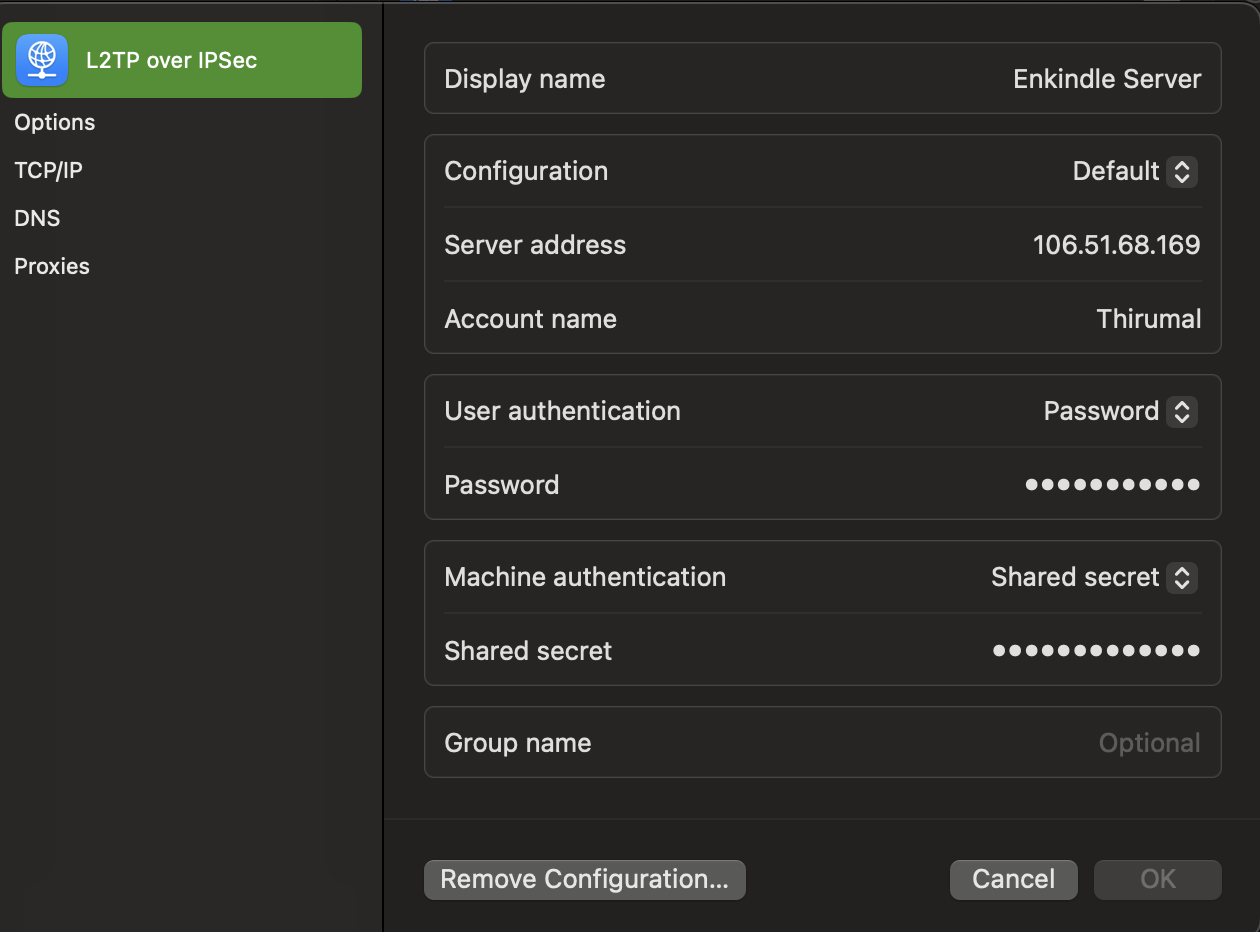 L2TP over IPSec
Options
TCP/IP
DNS
Proxies
Display name Enkindle Server
Configuration Default
Server address 106.51.68.169
Account name Thirumal
User authentication Password
Password ●●●●●●●●●●●
Machine authentication Shared secret
Shared secret ●●●●●●●●●●●●●
Group name Optional
Remove Configuration... Cancel OK